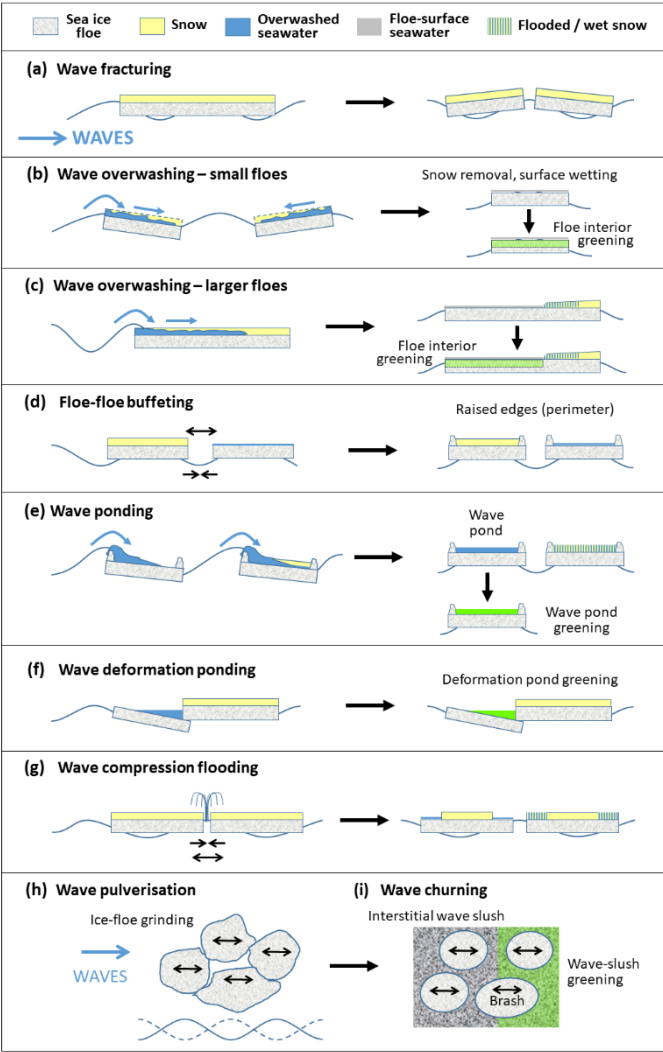 Sea ice
floe
Snow
Overwashed
seawater
Floe-surface
seawater
Flooded / wet snow
(a) Wave fracturing
WAVES
(b) Wave overwashing – small floes
Snow removal, surface wetting
Floe interior
greening
(c) Wave overwashing – larger floes
Floe interior
greening
(d) Floe-floe buffeting
Raised edges (perimeter)
(e) Wave ponding
Wave
pond
Wave pond
greening
(f) Wave deformation ponding
Deformation pond greening
(g) Wave compression flooding
(h) Wave pulverisation
Ice-floe grinding
WAVES
(i) Wave churning
Interstitial wave slush
Wave-slush
greening
Brash